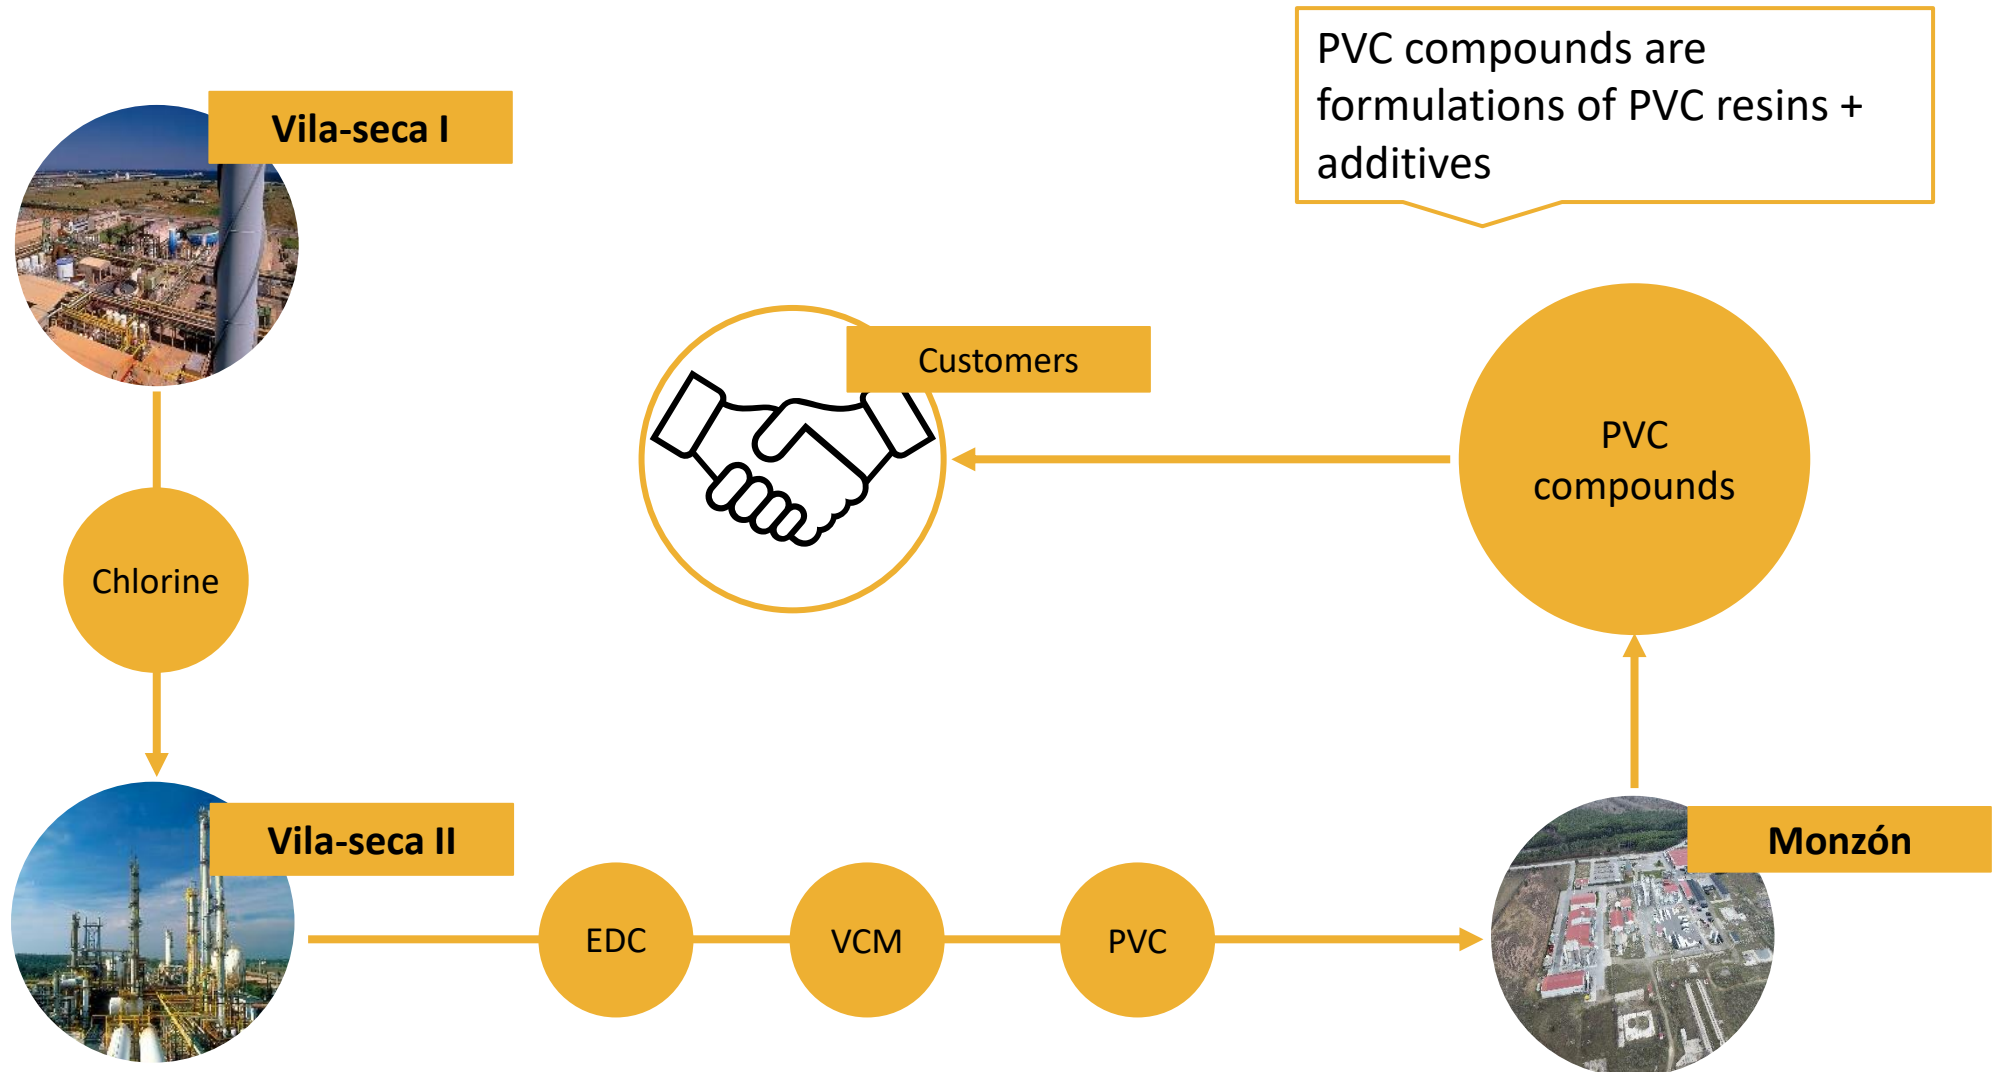 PVC compounds are
formulations of PVC resins +
additives
Vila-seca I
Customers
PVC
compounds
Chlorine
Vila-seca II
Monzón
EDC
VCM
PVC